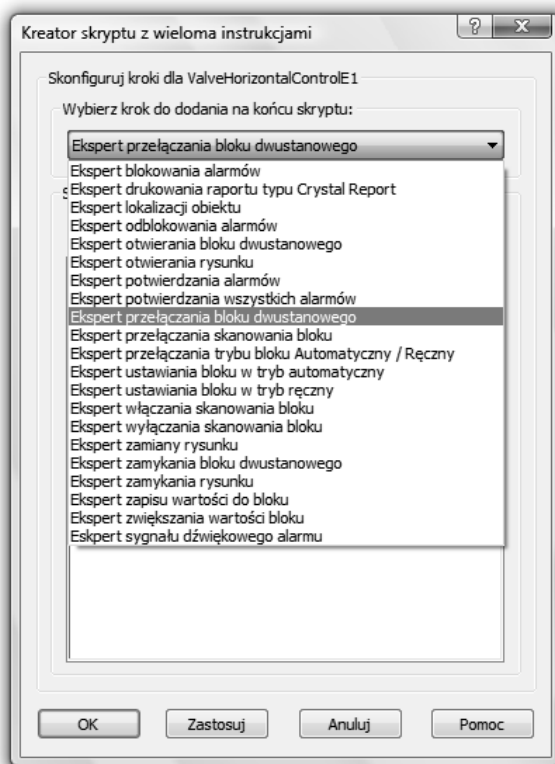 Kreator skryptu z wieloma instrukcjami
Skonfiguruj kroki dla ValveHorizontalControlE1
Wybierz krok do dodania na końcu skryptu:
Ekspert przełączania bloku dwustanowego
Ekspert blokowania alarmów
Ekspert drukowania raportu typu Crystal Report
Ekspert lokalizacji obiektu
Ekspert odblokowania alarmów
Ekspert otwierania bloku dwustanowego
Ekspert otwierania rysunku
Ekspert potwierdzania alarmów
Ekspert potwierdzania wszystkich alarmów
Ekspert przełączania bloku dwustanowego
Ekspert przełączania skanowania bloku
Ekspert przełączania trybu bloku Automatyczny / Ręczny
Ekspert ustawiania bloku w tryb automatyczny
Ekspert ustawiania bloku w tryb ręczny
Ekspert włączania skanowania bloku
Ekspert wyłączania skanowania bloku
Ekspert zamiany rysunku
Ekspert zamykania bloku dwustanowego
Ekspert zamykania rysunku
Ekspert zapisu wartości do bloku
Ekspert zwiększania wartości bloku
Eskpert sygnału dźwiękowego alarmu
OK
Zastosuj
Anuluj
Pomoc